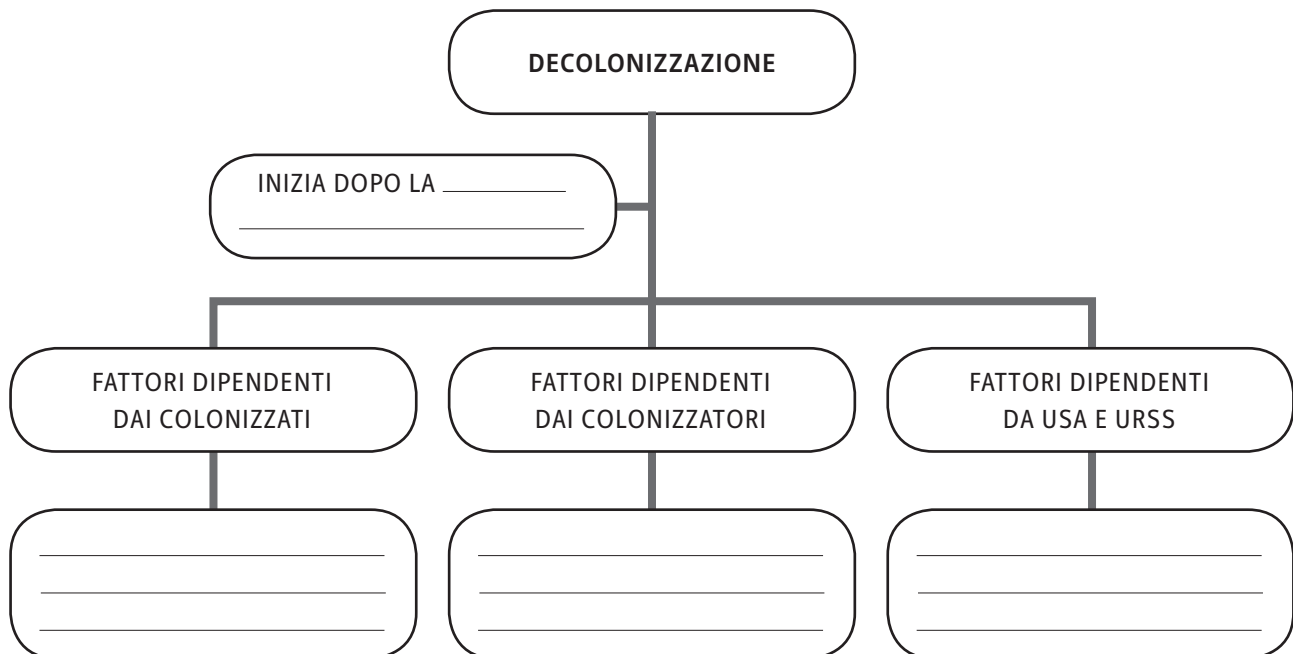 DECOLONIZZAZIONE
INIZIA DOPO LA
FATTORI DIPENDENTI
DAI COLONIZZATI
FATTORI DIPENDENTI
DAI COLONIZZATORI
FATTORI DIPENDENTI
DA USA E URSS